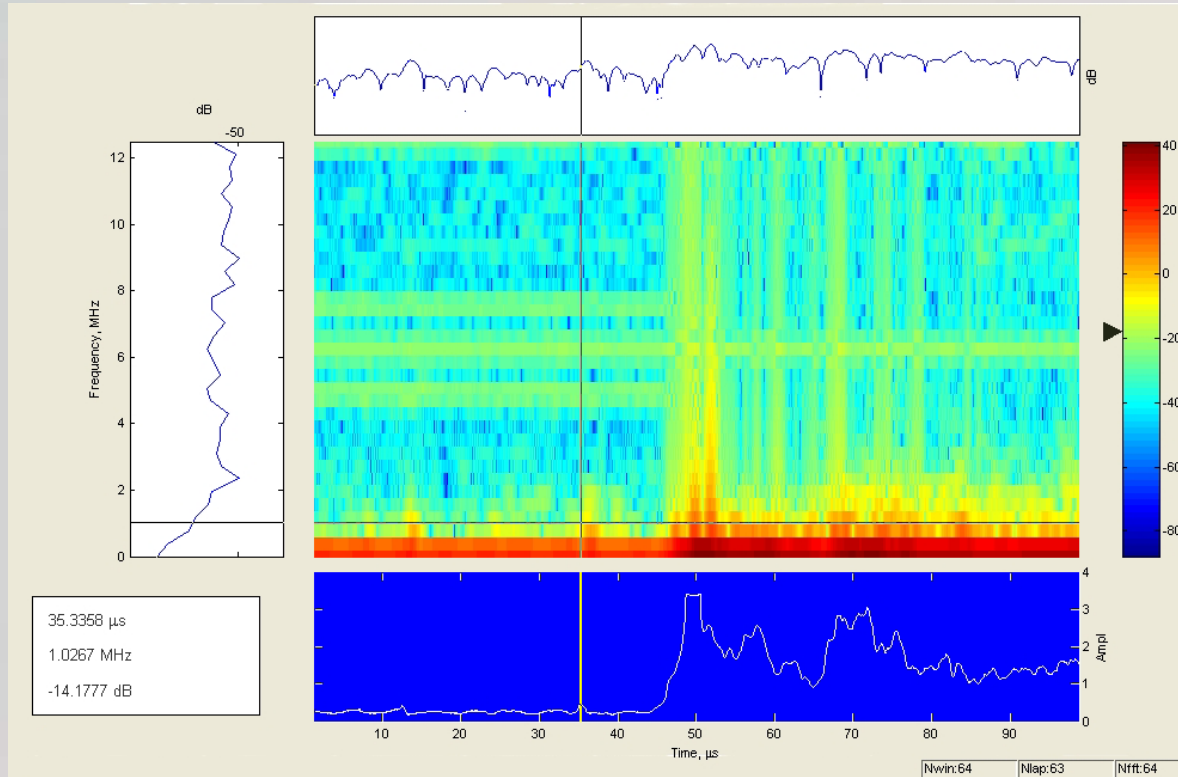 dB
dB
-50
12
10
8
6
4
2
0
Frequency, MHz
40
20
0
-20
-40
-60
-80
35.3358 µs
1.0267 MHz
-14.1777 dB
4
3
2
1
0
Ampl
10 20 30 40 50 60 70 80 90
Time, µs
Nwin:64 Nlap:63 Nfft:64